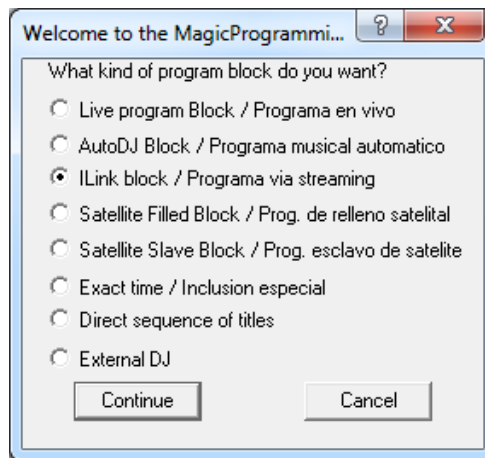 Welcome to the MagicProgrammi...
What kind of program block do you want?
Live program Block / Programa en vivo
AutoDJ Block / Programa musical automatico
ILink block / Programa via streaming
Satellite Filled Block / Prog. de relleno satelital
Satellite Slave Block / Prog. esclavo de satelite
Exact time / Inclusion especial
Direct sequence of titles
External DJ
Continue Cancel